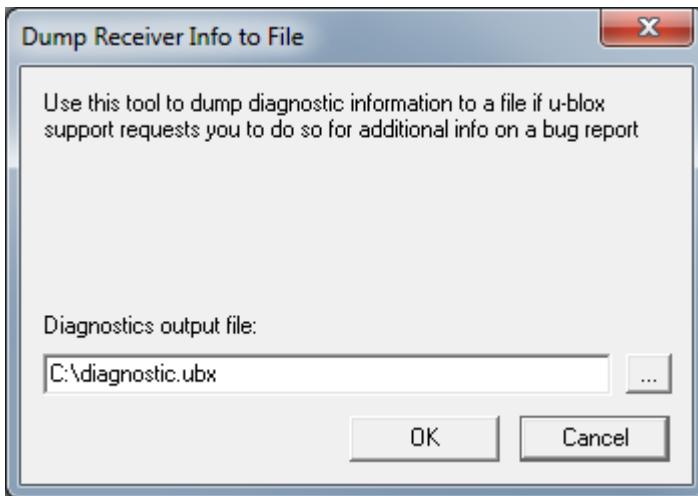 Dump Receiver Info to File
Use this tool to dump diagnostic information to a file if u-blox
support requests you to do so for additional info on a bug report
Diagnostics output file:
C:\diagnostic.ubx
...
OK
Cancel